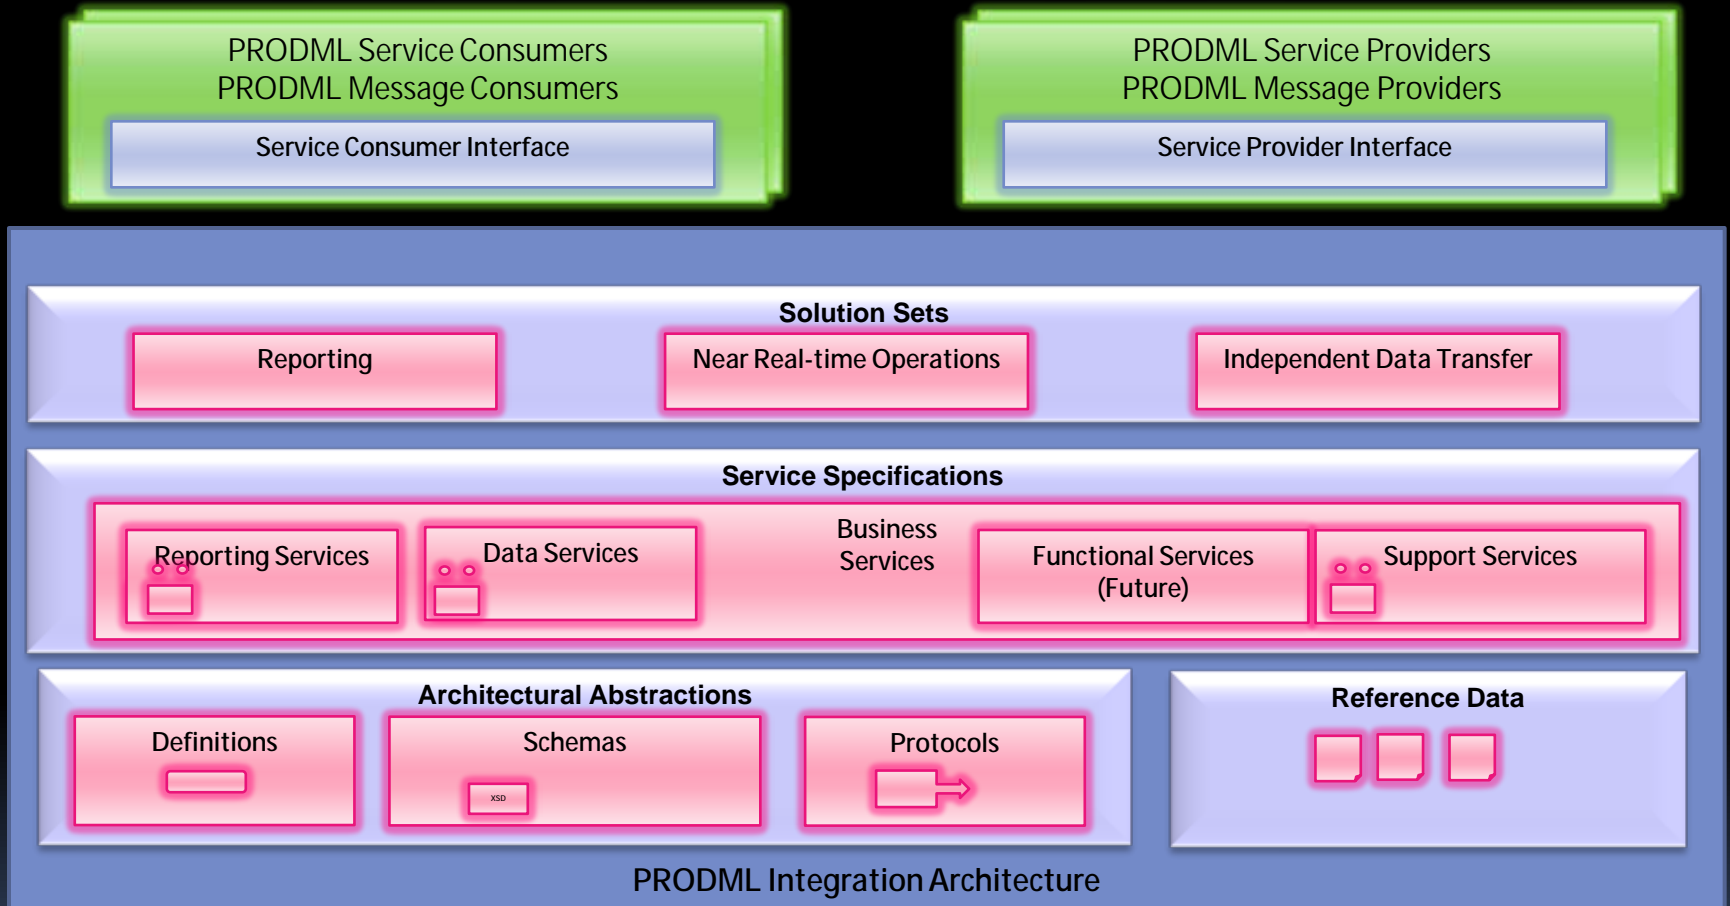 PRODML Service Consumers
PRODML Message Consumers
Service Consumer Interface
PRODML Service Providers
PRODML Message Providers
Service Provider Interface
Solution Sets
Reporting
Near Real-time Operations
Independent Data Transfer
Service Specifications
Business
Services
Reporting Services
Data Services
Functional Services
(Future)
Support Services
Architectural Abstractions
Definitions
Schemas
XSD
Protocols
Reference Data
PRODML Integration Architecture